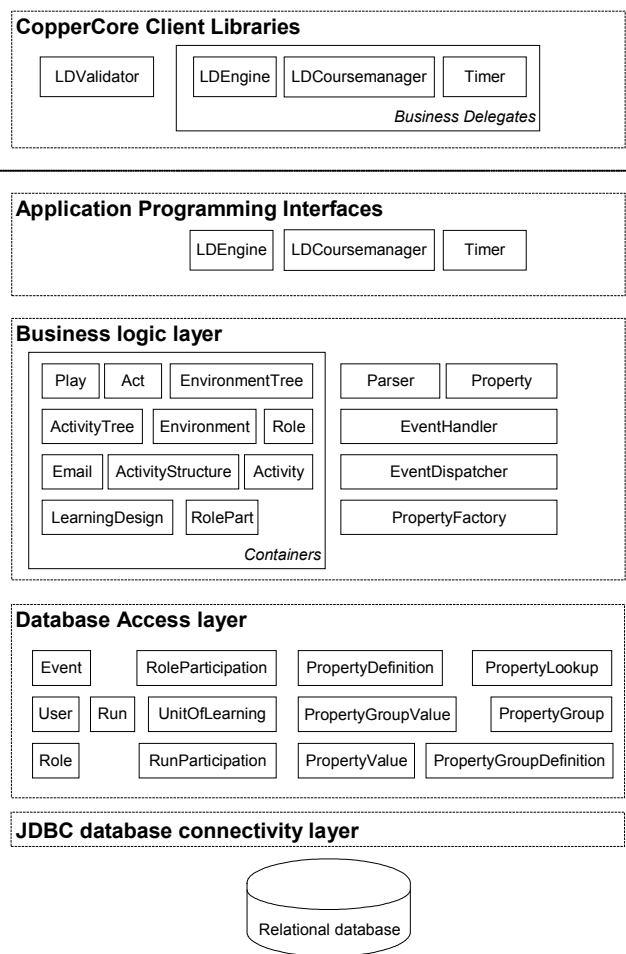 CopperCore Client Libraries
LDValidator LDEngine LDCoursemanager Timer
Business Delegates
Application Programming Interfaces
LDEngine LDCoursemanager Timer
Business logic layer
Play Act EnvironmentTree Parser Property
ActivityTree Environment Role EventHandler
Email ActivityStructure Activity EventDispatcher
LearningDesign RolePart PropertyFactory
Containers
Database Access layer
Event RoleParticipation PropertyDefinition PropertyLookup
User Run UnitOfLearning PropertyGroupValue PropertyGroup
Role RunParticipation PropertyValue PropertyGroupDefinition
JDBC database connectivity layer
Relational database